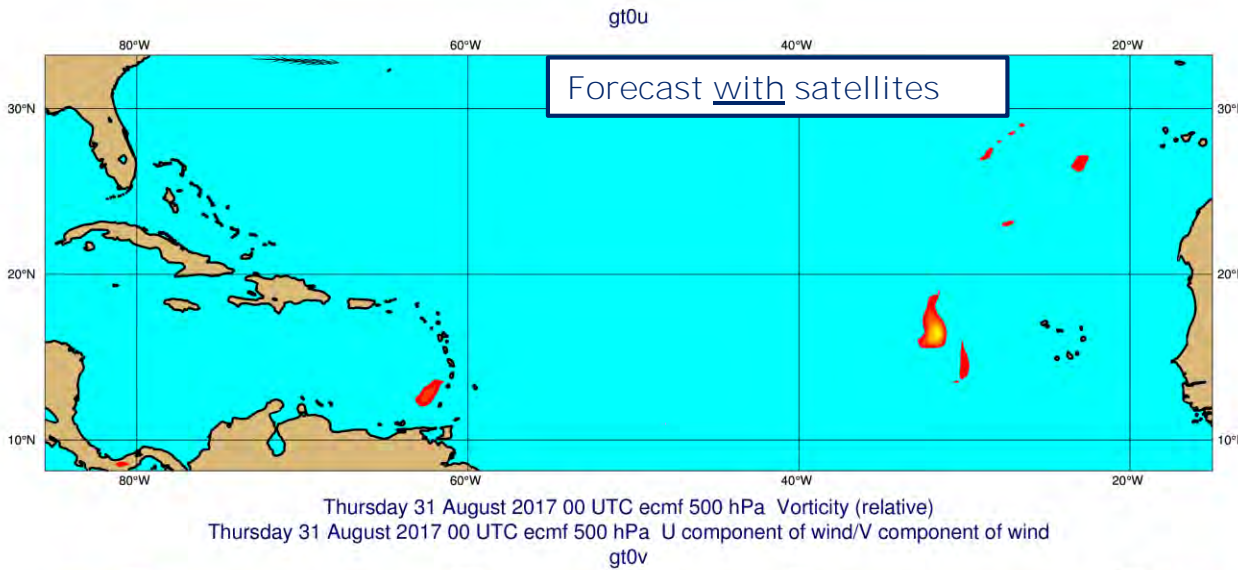 gt0u
80°W 60°W 40°W 20°W
Forecast with satellites
30°N 30°N
20°N 20°N
10°N 10°N
80°W 60°W 40°W 20°W
Thursday 31 August 2017 00 UTC ecmf 500 hPa Vorticity (relative)
Thursday 31 August 2017 00 UTC ecmf 500 hPa U component of wind/V component of wind
gt0v